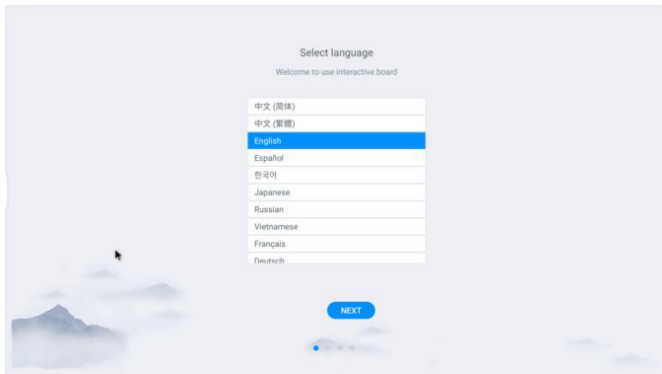 Select language
Welcome to use interactive board
中文 (简体)
中文 (繁體)
English
Español
한국어
Japanese
Russian
Vietnamese
Français
Deutsch
NEXT